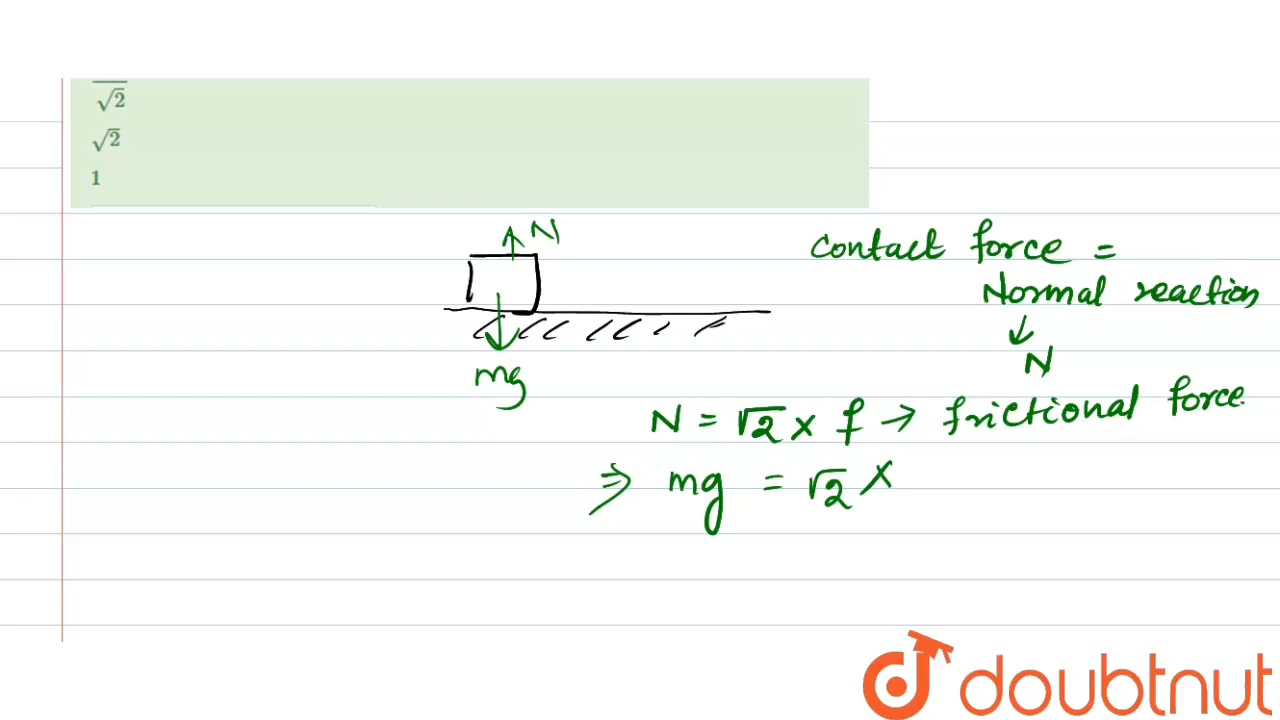 √2
√2
1
N
contact force =
Normal reaction
↓
N
mg
N = √2 × f → frictional force
⇒ mg = √2 ×
doubtnut